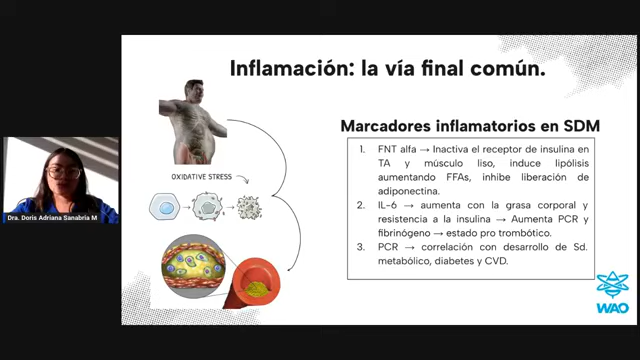 Inflamación: la vía final común.
Marcadores inflamatorios en SDM
1. FNT alfa → Inactiva el receptor de insulina en
TA y músculo liso, induce lipólisis
aumentando FFAs, inhibe liberación de
adiponectina.
2. IL-6 → aumenta con la grasa corporal y
resistencia a la insulina → Aumenta PCR y
fibrinógeno → estado pro trombótico.
3. PCR → correlación con desarrollo de Sd.
metabólico, diabetes y CVD.
OXIDATIVE STRESS
Dra. Doris Adriana Sanabria M
WAO